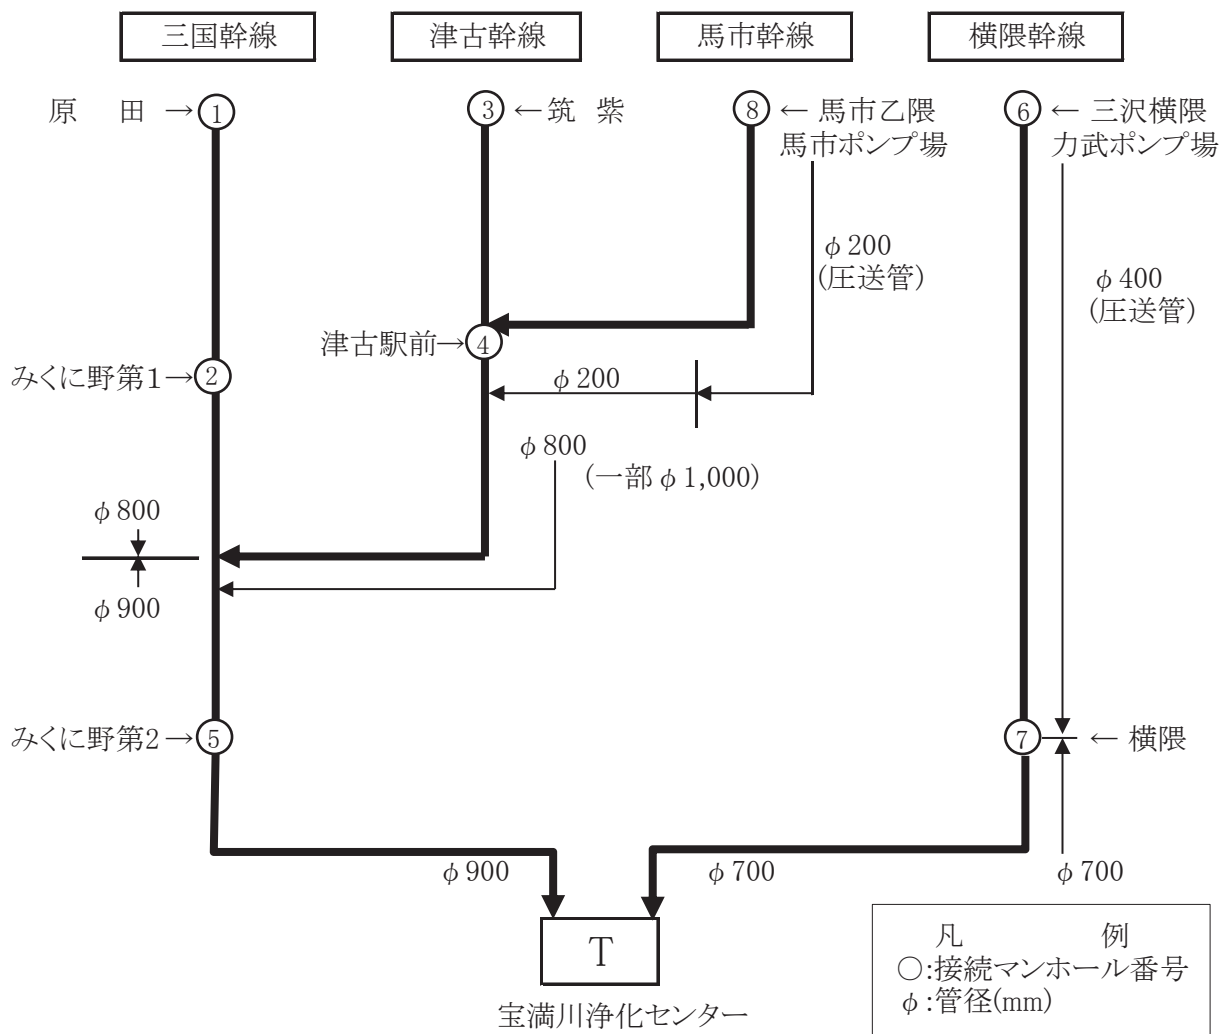 三国幹線
津古幹線
馬市幹線
横隈幹線
原 田 →①
③←筑 紫
⑧← 馬市乙隈
馬市ポンプ場
⑥← 三沢横隈
力武ポンプ場
φ200
(圧送管)
φ400
(圧送管)
津古駅前→④
みくに野第1→②
φ200
φ800
(一部φ1,000)
φ800
φ900
みくに野第2→⑤
⑦ ← 横隈
φ900
φ700
φ700
T
宝満川浄化センター
凡 例
○:接続マンホール番号
φ:管径(mm)